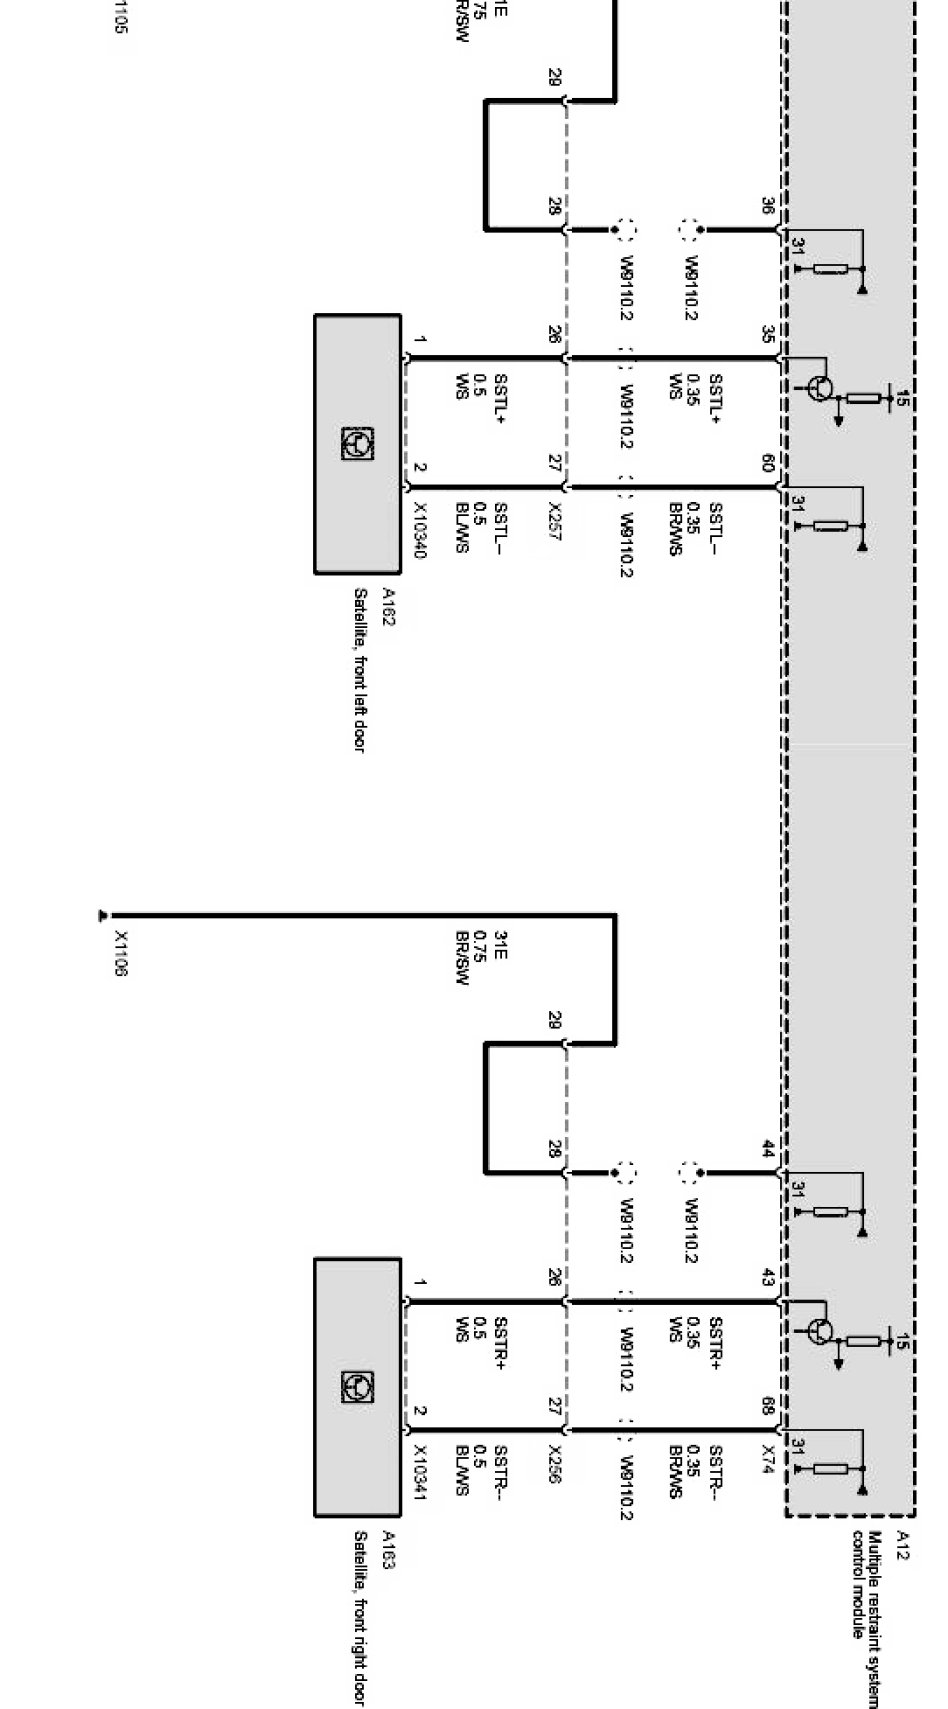 15
15
A12
Multiple restraint system
control module
31
31
31
31
36
35
60
44
43
68
X74
SSTL+
0.35
WS
SSTL–
0.35
BR/WS
SSTR+
0.35
WS
SSTR--
0.35
BR/WS
W9110.2
W9110.2
W9110.2
W9110.2
W9110.2
W9110.2
W9110.2
W9110.2
29
28
26
27
X257
29
28
26
27
X256
1E
75
R/SW
SSTL+
0.5
WS
SSTL–
0.5
BL/WS
31E
0.75
BR/SW
SSTR+
0.5
WS
SSTR--
0.5
BL/WS
1
2
X10340
1
2
X10341
A162
Satellite, front left door
A163
Satellite, front right door
1105
X1106